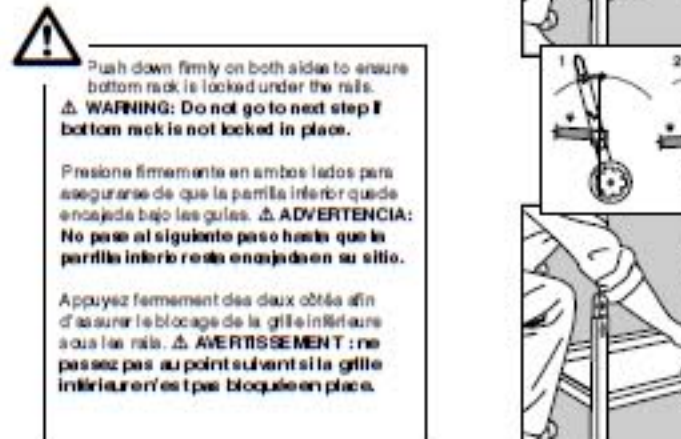 Push down firmly on both sides to ensure
bottom rack is locked under the rails.
⚠ WARNING: Do not go to next step if
bottom rack is not locked in place.
Presione firmemente en ambos lados para
asegurarse de que la parrilla inferior quede
encajada bajo las guías. ⚠ ADVERTENCIA:
No pase al siguiente paso hasta que la
parrilla inferior esta encajada en su sitio.
Appuyez fermement des deux côtés afin
d'assurer le blocage de la grille inférieure
sous les rails. ⚠ AVERTISSEMENT : ne
passez pas au point suivant si la grille
inférieure n'est pas bloquée en place.
1
2